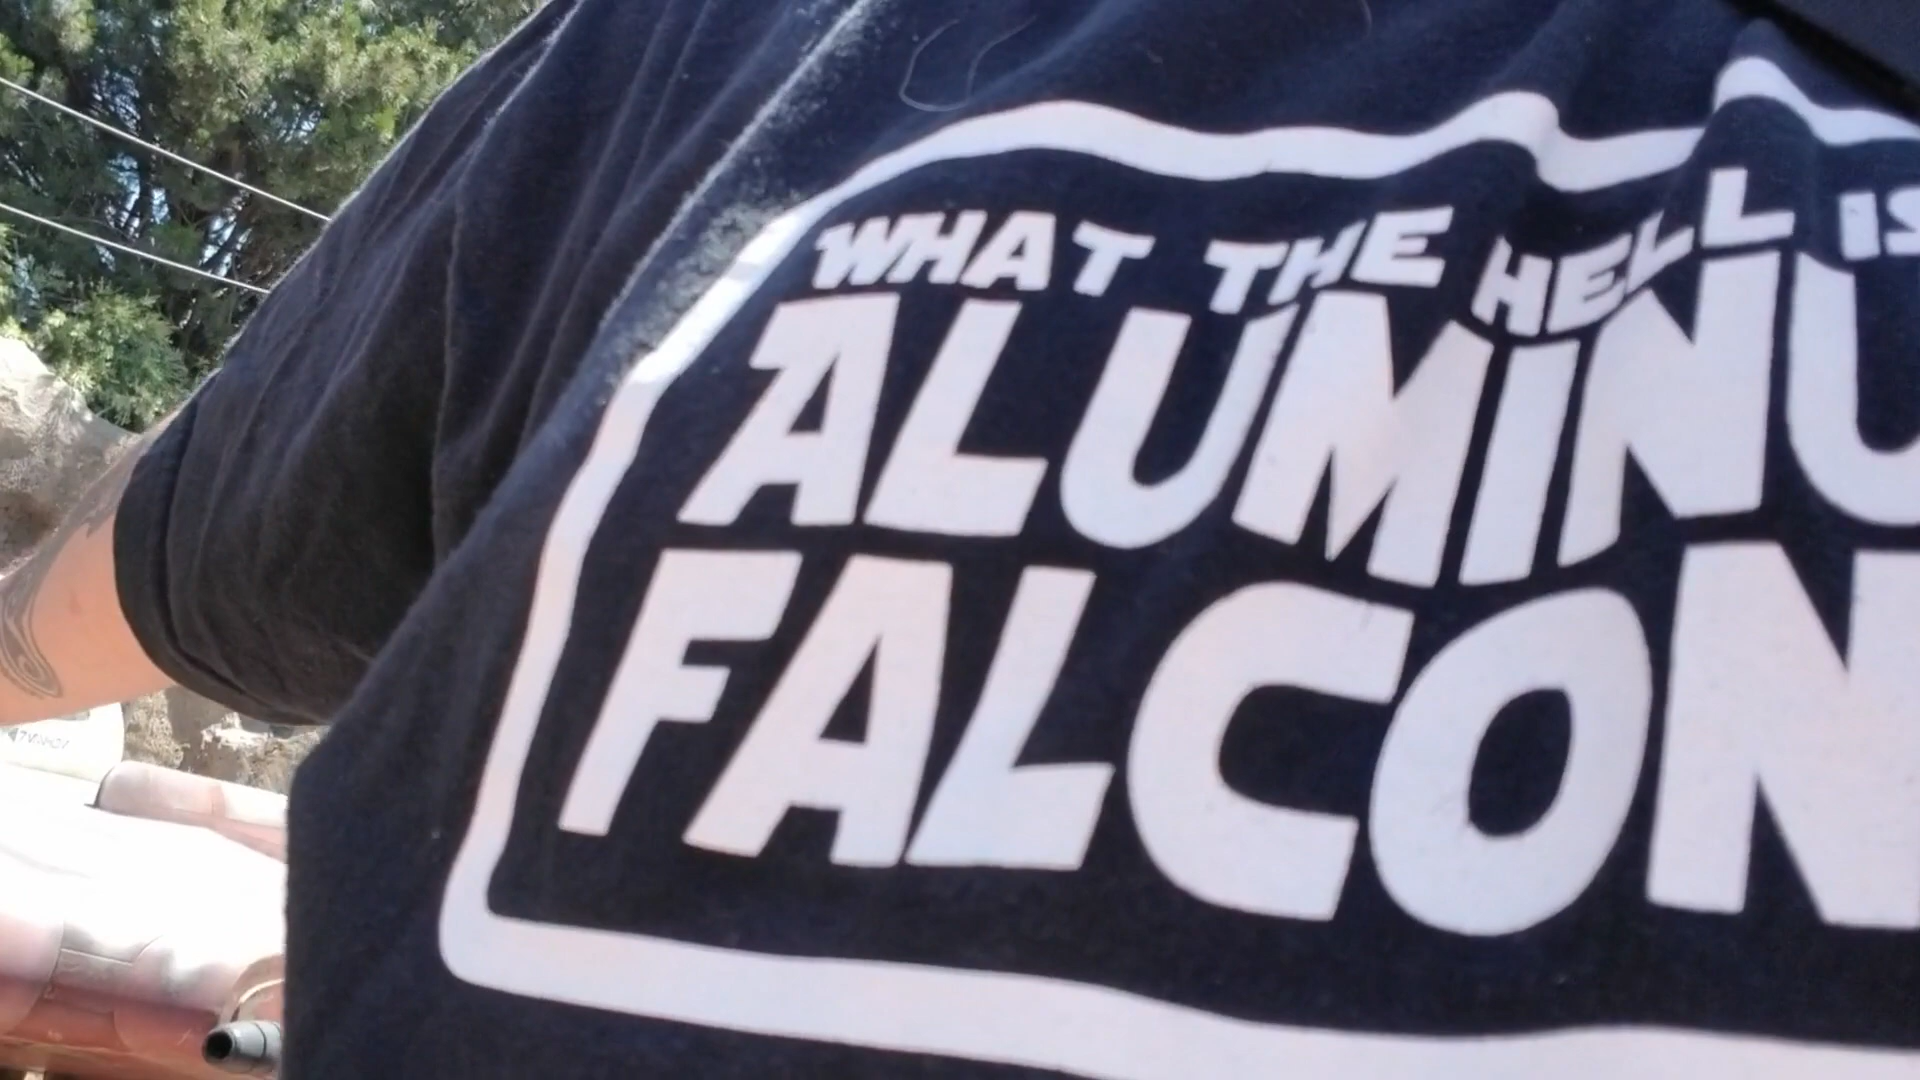 WHAT THE HELL IS
ALUMINU
FALCON